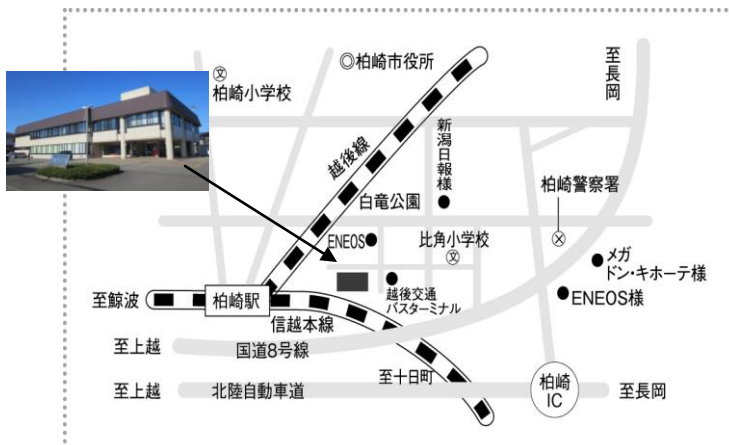 ◎柏崎市役所
文
柏崎小学校
至長岡
越後線
新潟日報様
白竜公園
柏崎警察署
ENEOS
比角小学校
文
メガ
ドン・キホーテ様
ENEOS様
越後交通
バスターミナル
至鯨波
柏崎駅
信越本線
至上越
国道8号線
至十日町
至上越
北陸自動車道
柏崎
IC
至長岡